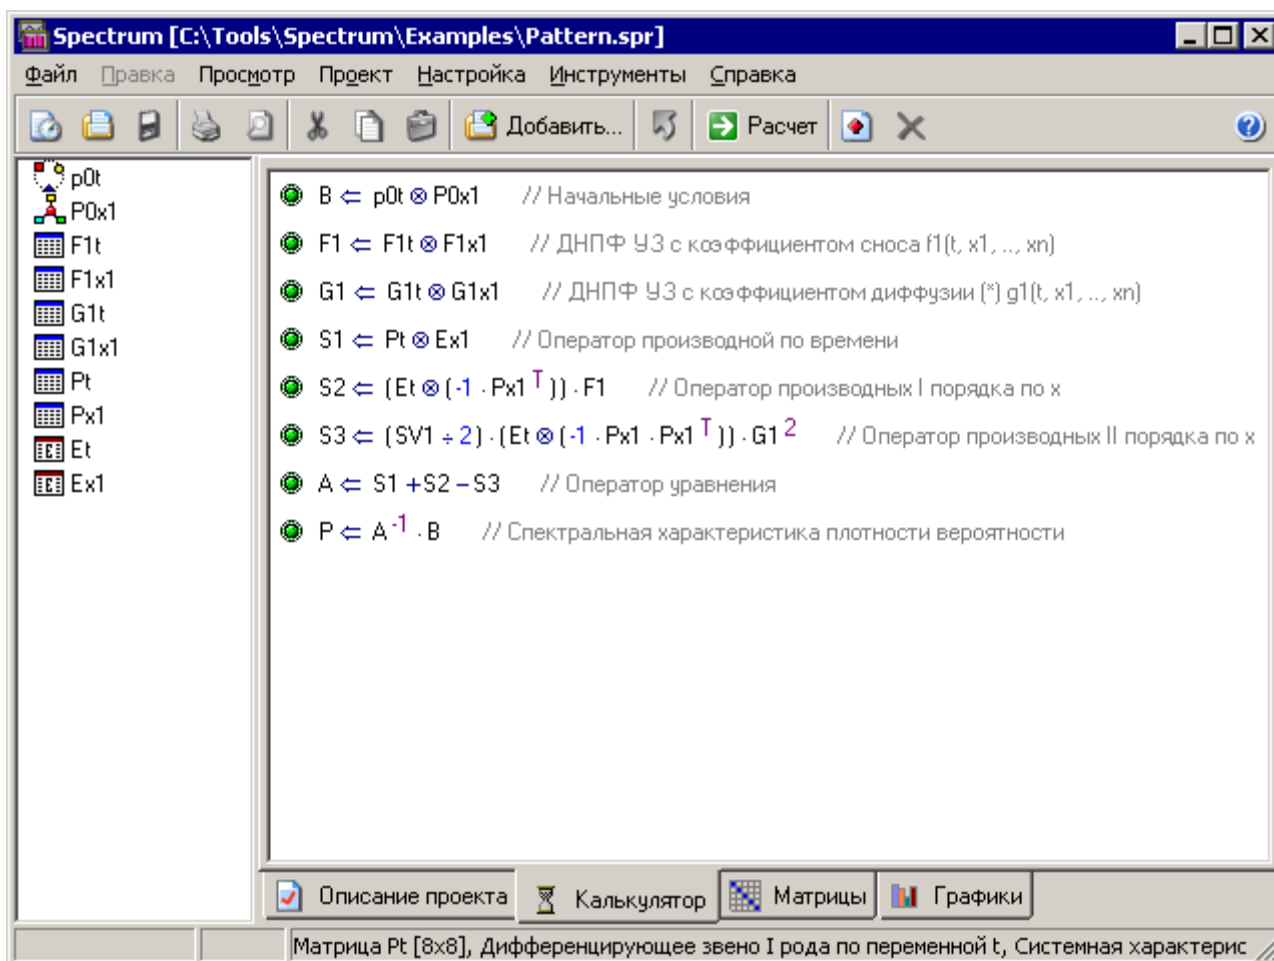 Spectrum [C:\Tools\Spectrum\Examples\Pattern.spr]
Файл Правка Просмотр Проект Настройка Инструменты Справка
Добавить... Расчет
p0t
P0x1
F1t
F1x1
G1t
G1x1
Pt
Px1
Et
Ex1
B ⇐ p0t ⊗ P0x1 // Начальные условия
F1 ⇐ F1t ⊗ F1x1 // ДНПФ УЗ с коэффициентом сноса f1(t, x1, .., xn)
G1 ⇐ G1t ⊗ G1x1 // ДНПФ УЗ с коэффициентом диффузии (*) g1(t, x1, .., xn)
S1 ⇐ Pt ⊗ Ex1 // Оператор производной по времени
S2 ⇐ (Et ⊗ (-1 · Px1 ᵀ )) · F1 // Оператор производных I порядка по x
S3 ⇐ (SV1 ÷ 2) · (Et ⊗ (-1 · Px1 · Px1 ᵀ )) · G1 ² // Оператор производных II порядка по x
A ⇐ S1 + S2 – S3 // Оператор уравнения
P ⇐ A ⁻¹ · B // Спектральная характеристика плотности вероятности
Описание проекта Калькулятор Матрицы Графики
Матрица Pt [8x8], Дифференцирующее звено I рода по переменной t, Системная характерис